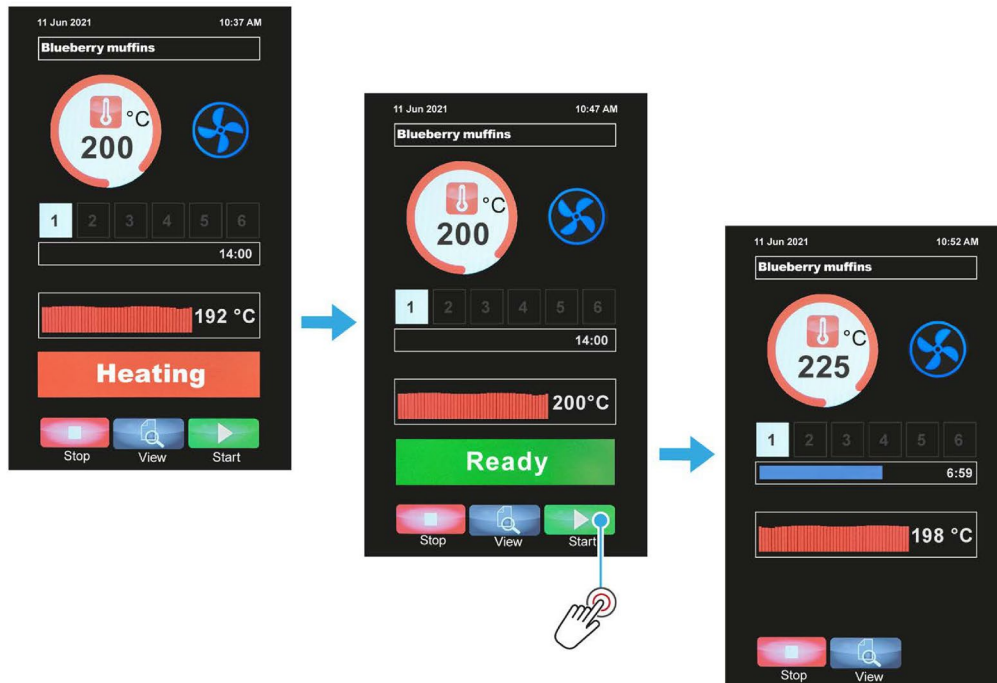 11 Jun 2021 10:37 AM
Blueberry muffins
°C
200
1 2 3 4 5 6
14:00
192 °C
Heating
Stop View Start
11 Jun 2021 10:47 AM
Blueberry muffins
°C
200
1 2 3 4 5 6
14:00
200°C
Ready
Stop View Start
11 Jun 2021 10:52 AM
Blueberry muffins
°C
225
1 2 3 4 5 6
6:59
198 °C
Stop View